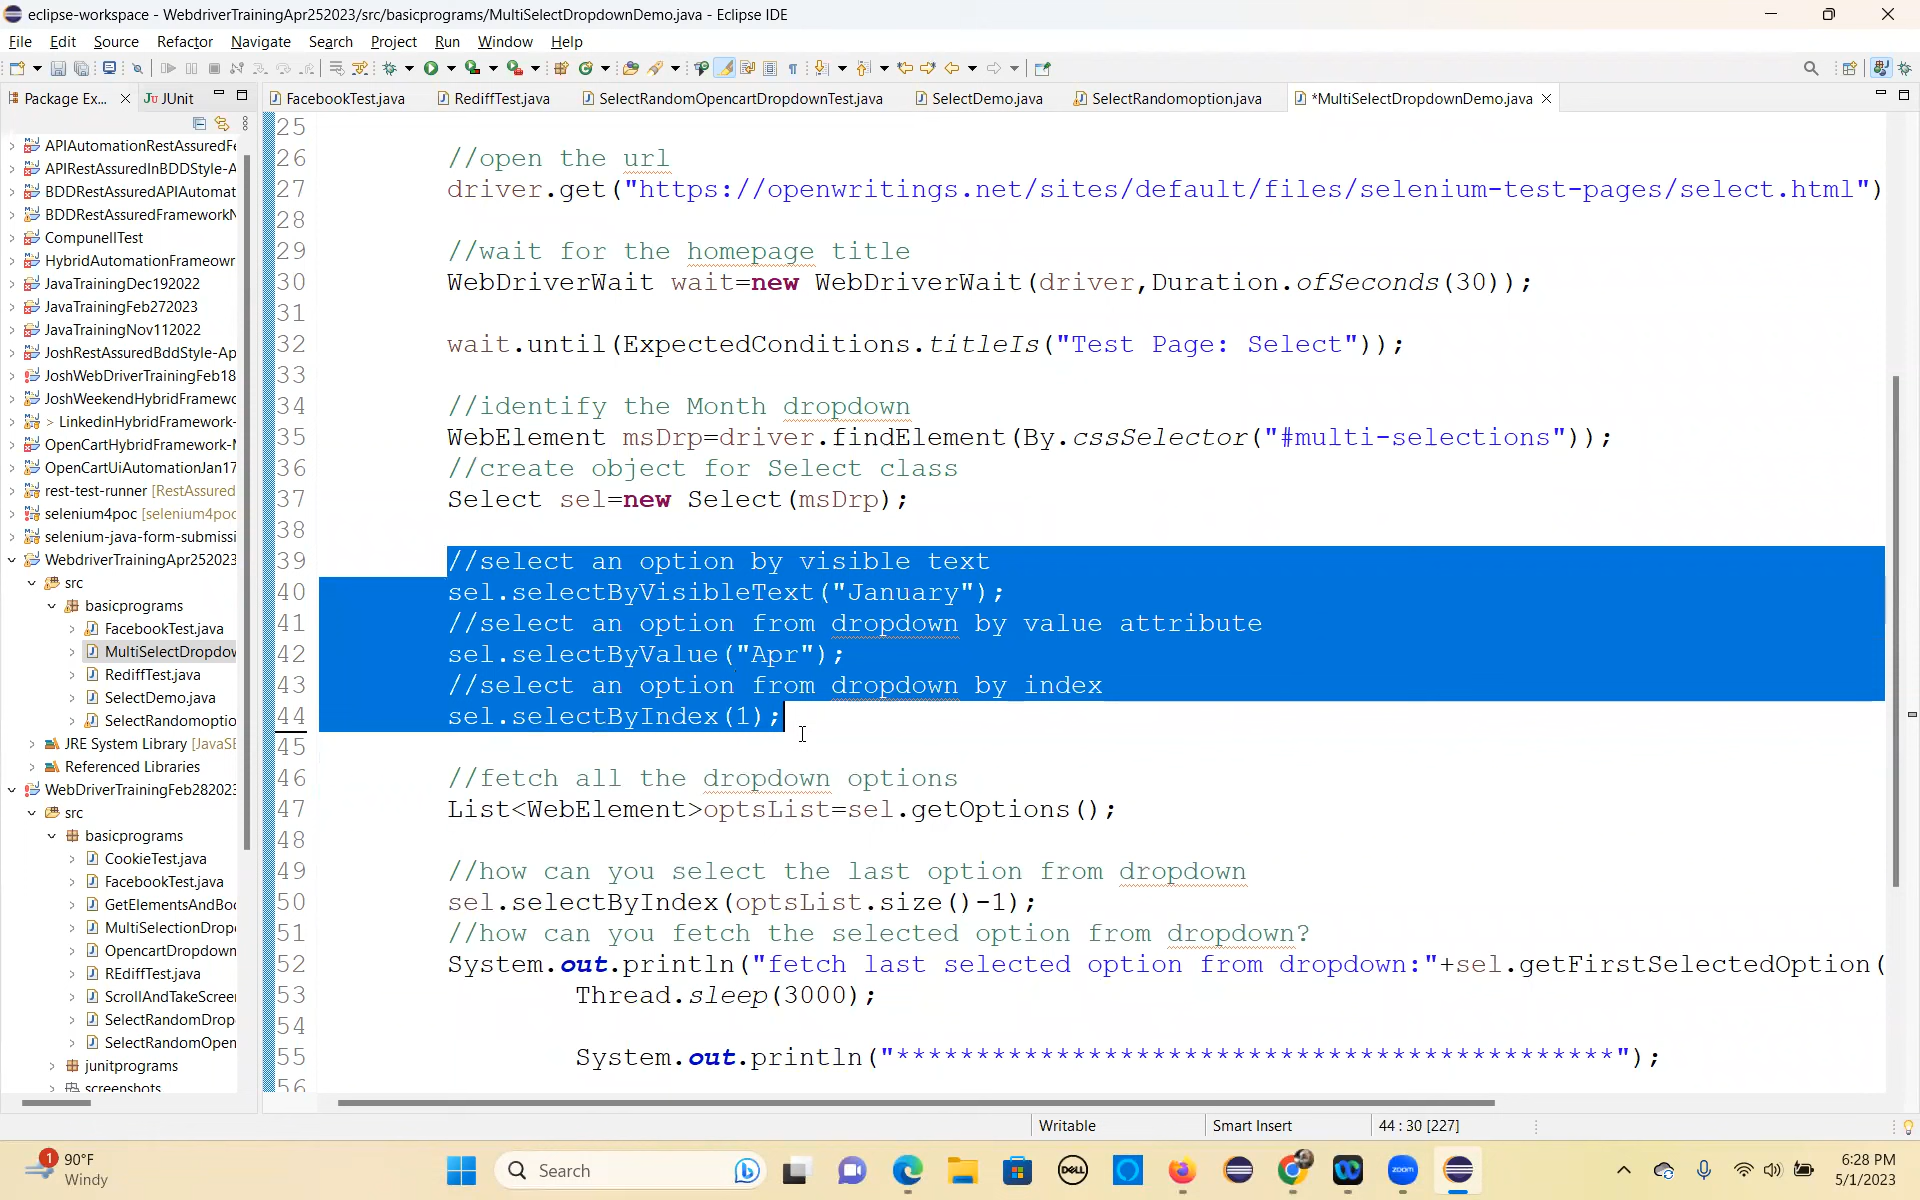 eclipse-workspace - WebdriverTrainingApr252023/src/basicprograms/MultiSelectDropdownDemo.java - Eclipse IDE
File Edit Source Refactor Navigate Search Project Run Window Help
Package Ex... JUnit
FacebookTest.java RediffTest.java SelectRandomOpencartDropdownTest.java SelectDemo.java SelectRandomoption.java *MultiSelectDropdownDemo.java
APIAutomationRestAssuredFe
APIRestAssuredInBDDStyle-A
BDDRestAssuredAPIAutomat
BDDRestAssuredFrameworkN
CompunellTest
HybridAutomationFrameowr
JavaTrainingDec192022
JavaTrainingFeb272023
JavaTrainingNov112022
JoshRestAssuredBddStyle-Ap
JoshWebDriverTrainingFeb18
JoshWeekendHybridFramewo
> LinkedinHybridFramework-
OpenCartHybridFramework-M
OpenCartUiAutomationJan17
rest-test-runner [RestAssured
selenium4poc [selenium4poc
selenium-java-form-submissi
WebdriverTrainingApr252023
src
basicprograms
FacebookTest.java
MultiSelectDropdow
RediffTest.java
SelectDemo.java
SelectRandomoptio
JRE System Library [JavaSE
Referenced Libraries
WebDriverTrainingFeb282023
src
basicprograms
CookieTest.java
FacebookTest.java
GetElementsAndBo
MultiSelectionDrop
OpencartDropdown
REdiffTest.java
ScrollAndTakeScreen
SelectRandomDrop
SelectRandomOpen
junitprograms
screenshots
25
26 //open the url
27 driver.get("https://openwritings.net/sites/default/files/selenium-test-pages/select.html")
28
29 //wait for the homepage title
30 WebDriverWait wait=new WebDriverWait(driver,Duration.ofSeconds(30));
31
32 wait.until(ExpectedConditions.titleIs("Test Page: Select"));
33
34 //identify the Month dropdown
35 WebElement msDrp=driver.findElement(By.cssSelector("#multi-selections"));
36 //create object for Select class
37 Select sel=new Select(msDrp);
38
39 //select an option by visible text
40 sel.selectByVisibleText("January");
41 //select an option from dropdown by value attribute
42 sel.selectByValue("Apr");
43 //select an option from dropdown by index
44 sel.selectByIndex(1);
45
46 //fetch all the dropdown options
47 List<WebElement>optsList=sel.getOptions();
48
49 //how can you select the last option from dropdown
50 sel.selectByIndex(optsList.size()-1);
51 //how can you fetch the selected option from dropdown?
52 System.out.println("fetch last selected option from dropdown:"+sel.getFirstSelectedOption(
53 Thread.sleep(3000);
54
55 System.out.println("*********************************************");
56
Writable Smart Insert 44 : 30 [227]
1 90°F
Windy
Search
DELL
zoom
6:28 PM
5/1/2023